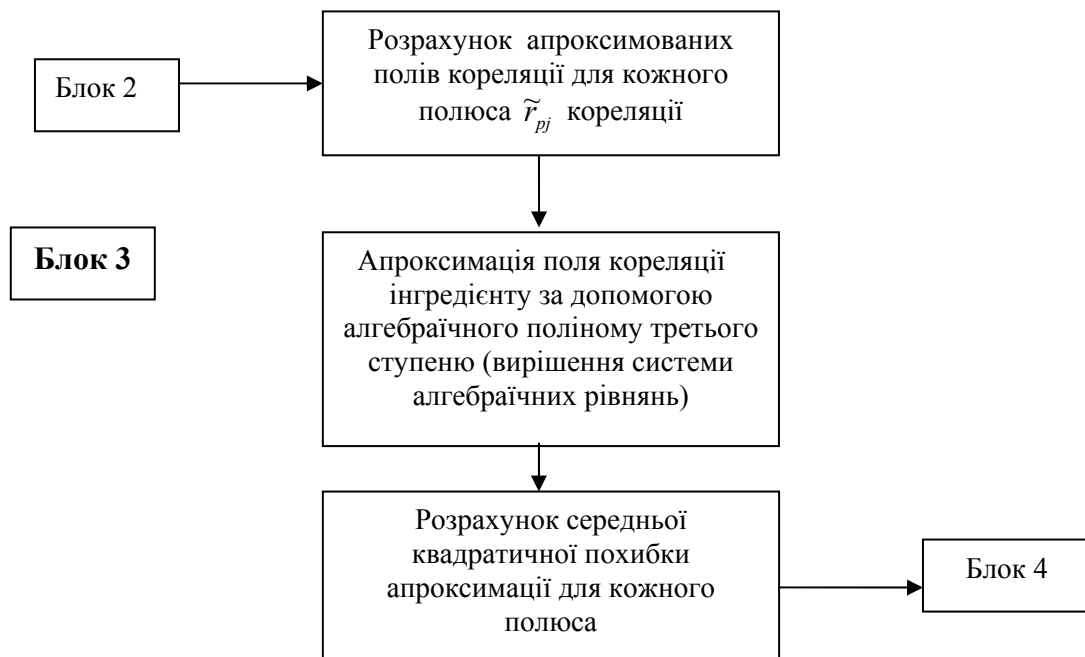 Розрахунок апроксимованих
полів кореляції для кожного
полюса r̃pj кореляції
Блок 2
Блок 3
Апроксимація поля кореляції
інгредієнту за допомогою
алгебраїчного поліному третього
ступеню (вирішення системи
алгебраїчних рівнянь)
Розрахунок середньої
квадратичної похибки
апроксимації для кожного
полюса
Блок 4